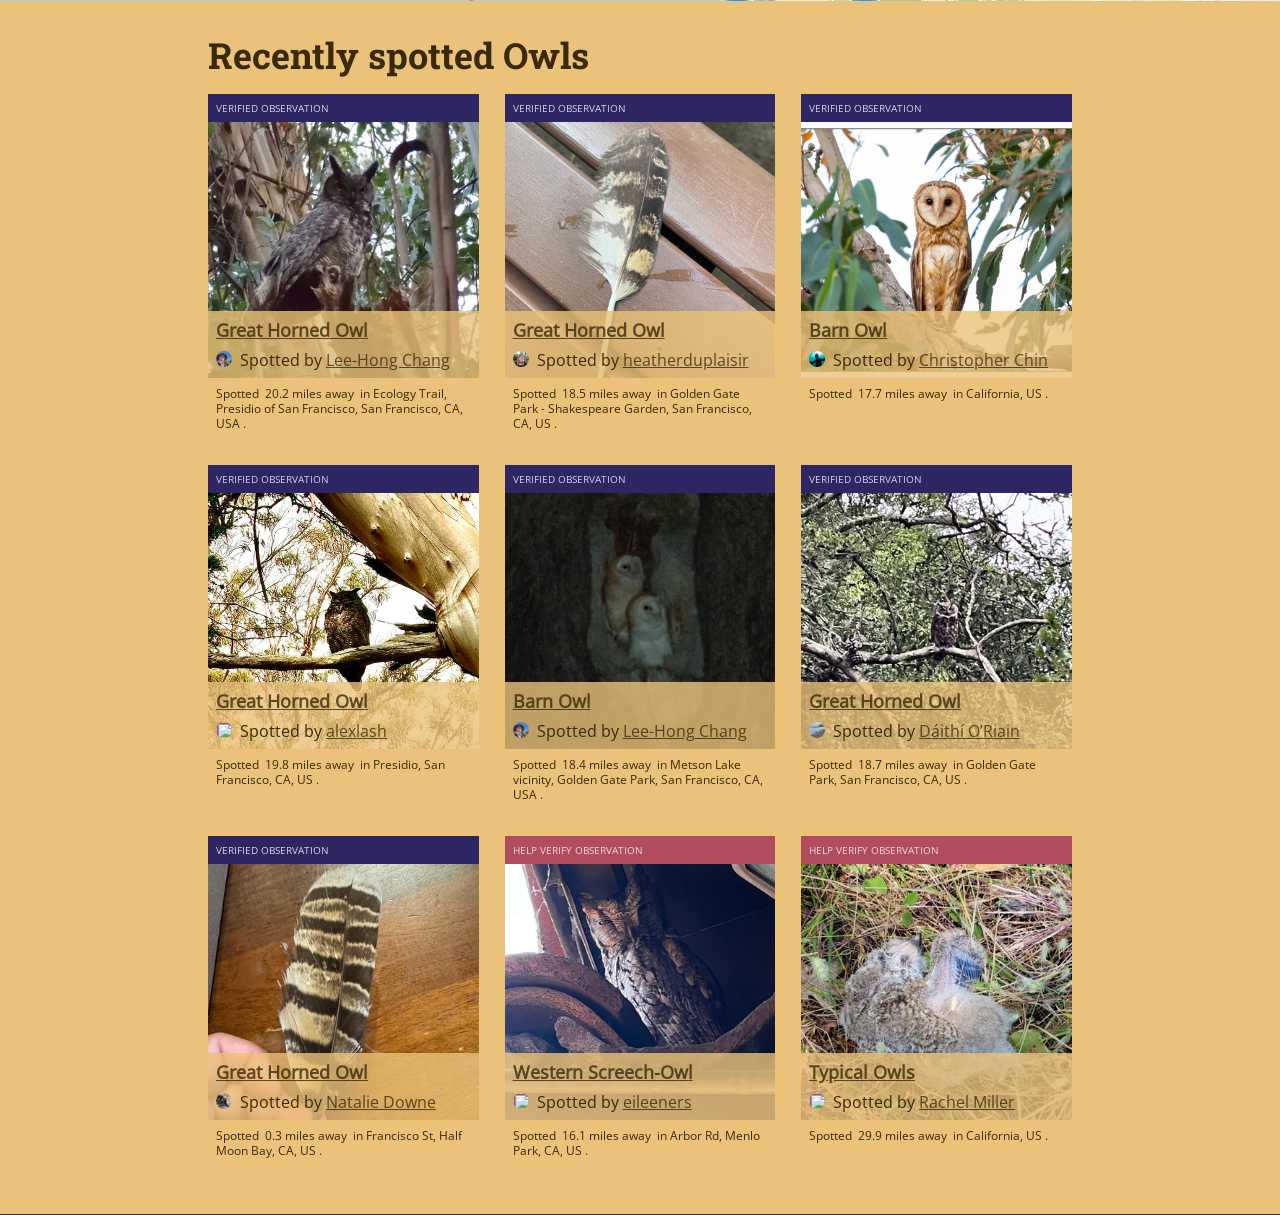 Recently spotted Owls
VERIFIED OBSERVATION
Great Horned Owl
Spotted by Lee-Hong Chang
Spotted 20.2 miles away in Ecology Trail,
Presidio of San Francisco, San Francisco, CA,
USA .
VERIFIED OBSERVATION
Great Horned Owl
Spotted by heatherduplaisir
Spotted 18.5 miles away in Golden Gate
Park - Shakespeare Garden, San Francisco,
CA, US .
VERIFIED OBSERVATION
Barn Owl
Spotted by Christopher Chin
Spotted 17.7 miles away in California, US .
VERIFIED OBSERVATION
Great Horned Owl
Spotted by alexlash
Spotted 19.8 miles away in Presidio, San
Francisco, CA, US .
VERIFIED OBSERVATION
Barn Owl
Spotted by Lee-Hong Chang
Spotted 18.4 miles away in Metson Lake
vicinity, Golden Gate Park, San Francisco, CA,
USA .
VERIFIED OBSERVATION
Great Horned Owl
Spotted by Dáithí O'Riain
Spotted 18.7 miles away in Golden Gate
Park, San Francisco, CA, US .
VERIFIED OBSERVATION
Great Horned Owl
Spotted by Natalie Downe
Spotted 0.3 miles away in Francisco St, Half
Moon Bay, CA, US .
HELP VERIFY OBSERVATION
Western Screech-Owl
Spotted by eileeners
Spotted 16.1 miles away in Arbor Rd, Menlo
Park, CA, US .
HELP VERIFY OBSERVATION
Typical Owls
Spotted by Rachel Miller
Spotted 29.9 miles away in California, US .